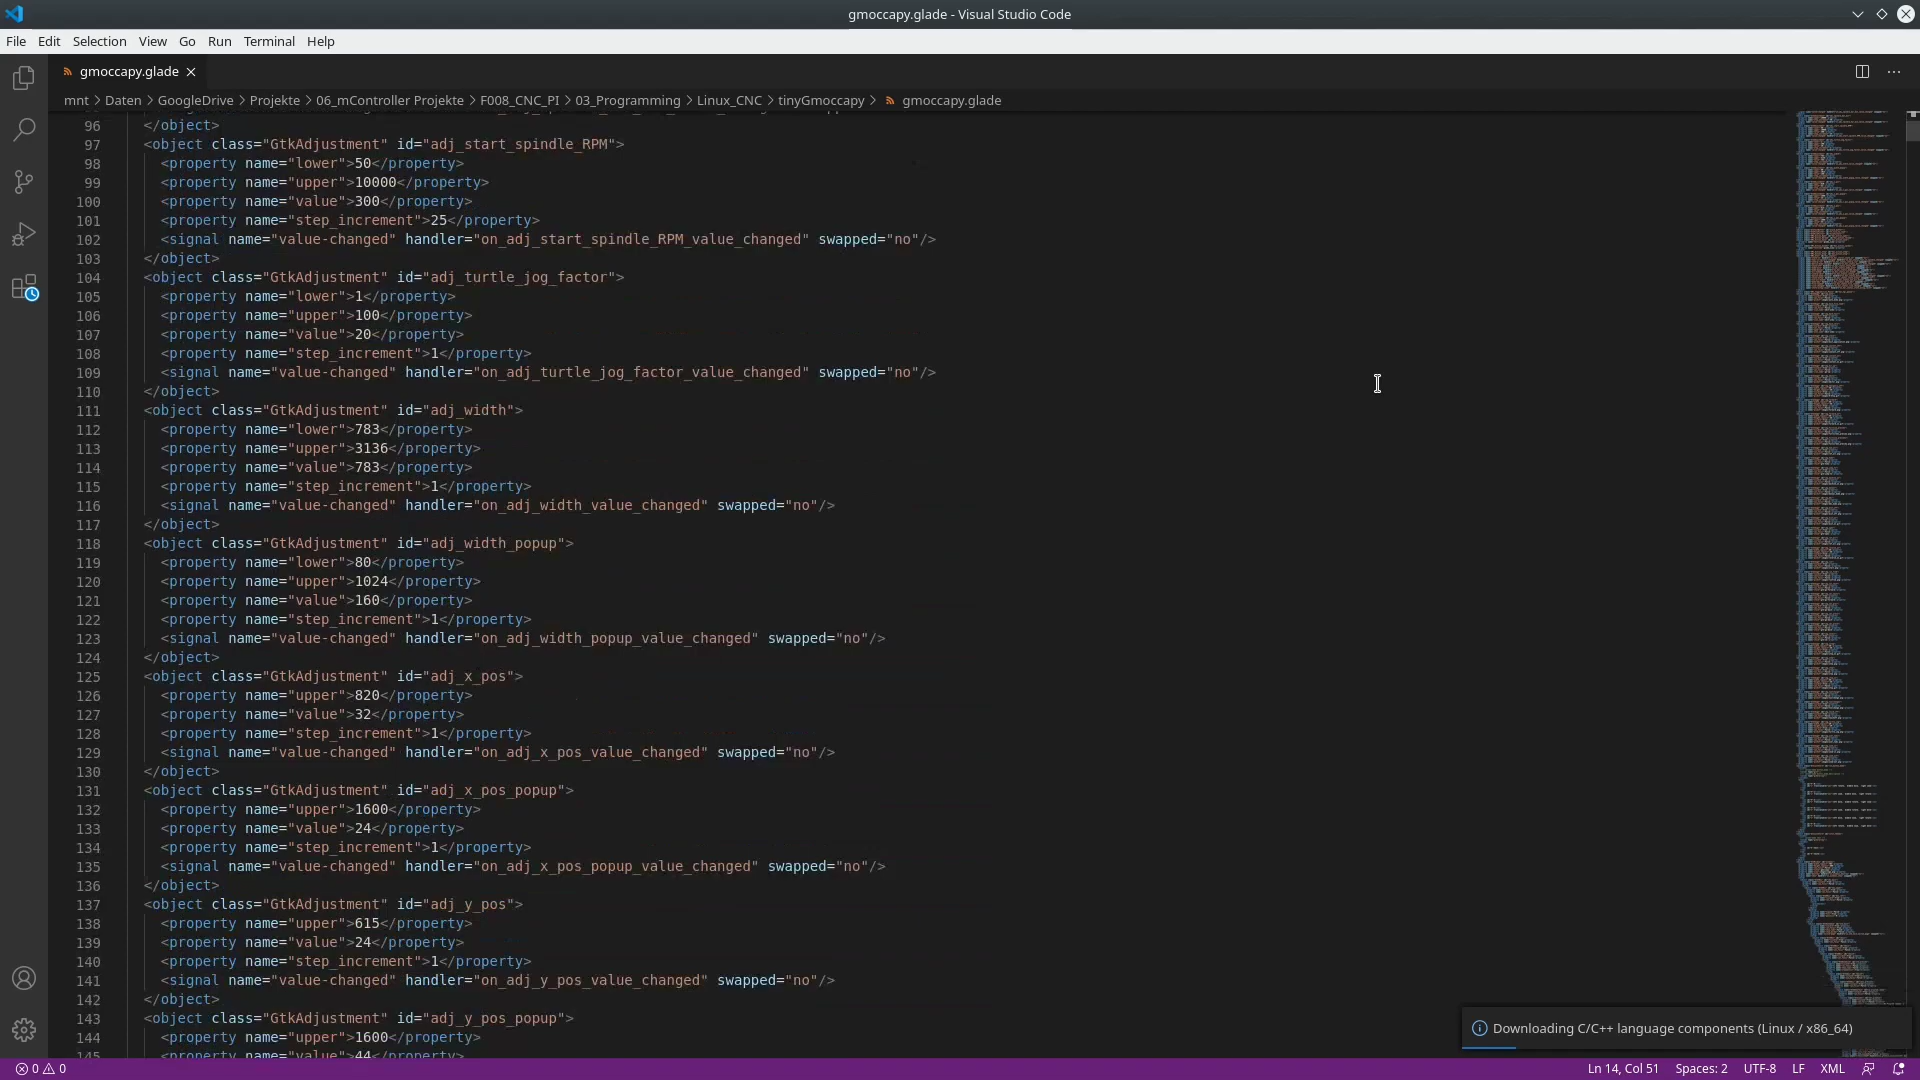 gmoccapy.glade - Visual Studio Code
File Edit Selection View Go Run Terminal Help
gmoccapy.glade
mnt > Daten > GoogleDrive > Projekte > 06_mController Projekte > F008_CNC_PI > 03_Programming > Linux_CNC > tinyGmoccapy > gmoccapy.glade
96 </object>
97 <object class="GtkAdjustment" id="adj_start_spindle_RPM">
98 <property name="lower">50</property>
99 <property name="upper">10000</property>
100 <property name="value">300</property>
101 <property name="step_increment">25</property>
102 <signal name="value-changed" handler="on_adj_start_spindle_RPM_value_changed" swapped="no"/>
103 </object>
104 <object class="GtkAdjustment" id="adj_turtle_jog_factor">
105 <property name="lower">1</property>
106 <property name="upper">100</property>
107 <property name="value">20</property>
108 <property name="step_increment">1</property>
109 <signal name="value-changed" handler="on_adj_turtle_jog_factor_value_changed" swapped="no"/>
110 </object>
111 <object class="GtkAdjustment" id="adj_width">
112 <property name="lower">783</property>
113 <property name="upper">3136</property>
114 <property name="value">783</property>
115 <property name="step_increment">1</property>
116 <signal name="value-changed" handler="on_adj_width_value_changed" swapped="no"/>
117 </object>
118 <object class="GtkAdjustment" id="adj_width_popup">
119 <property name="lower">80</property>
120 <property name="upper">1024</property>
121 <property name="value">160</property>
122 <property name="step_increment">1</property>
123 <signal name="value-changed" handler="on_adj_width_popup_value_changed" swapped="no"/>
124 </object>
125 <object class="GtkAdjustment" id="adj_x_pos">
126 <property name="upper">820</property>
127 <property name="value">32</property>
128 <property name="step_increment">1</property>
129 <signal name="value-changed" handler="on_adj_x_pos_value_changed" swapped="no"/>
130 </object>
131 <object class="GtkAdjustment" id="adj_x_pos_popup">
132 <property name="upper">1600</property>
133 <property name="value">24</property>
134 <property name="step_increment">1</property>
135 <signal name="value-changed" handler="on_adj_x_pos_popup_value_changed" swapped="no"/>
136 </object>
137 <object class="GtkAdjustment" id="adj_y_pos">
138 <property name="upper">615</property>
139 <property name="value">24</property>
140 <property name="step_increment">1</property>
141 <signal name="value-changed" handler="on_adj_y_pos_value_changed" swapped="no"/>
142 </object>
143 <object class="GtkAdjustment" id="adj_y_pos_popup">
144 <property name="upper">1600</property>
145 <property name="value">44</property>
Downloading C/C++ language components (Linux / x86_64)
0 0 Ln 14, Col 51 Spaces: 2 UTF-8 LF XML